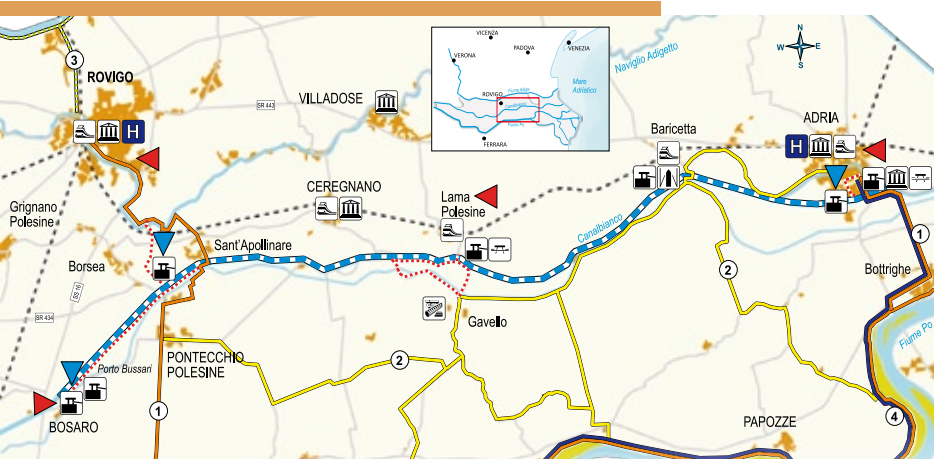 3
ROVIGO
SR 443
VILLADOSE
VICENZA
PADOVA
VENEZIA
VERONA
Mare
Adriatico
ROVIGO
Canalbianco
FERRARA
Naviglio Adigetto
N
W
E
S
H
Baricetta
ADRIA
H
CEREGNANO
Lama
Polesine
Grignano
Polesine
Sant'Apollinare
Canalbianco
1
Borsea
2
Bottrighe
SS 16
SR 434
Gavello
Fiume Po
Porto Bussari
PONTECCHIO
POLESINE
2
1
BOSARO
4
PAPOZZE